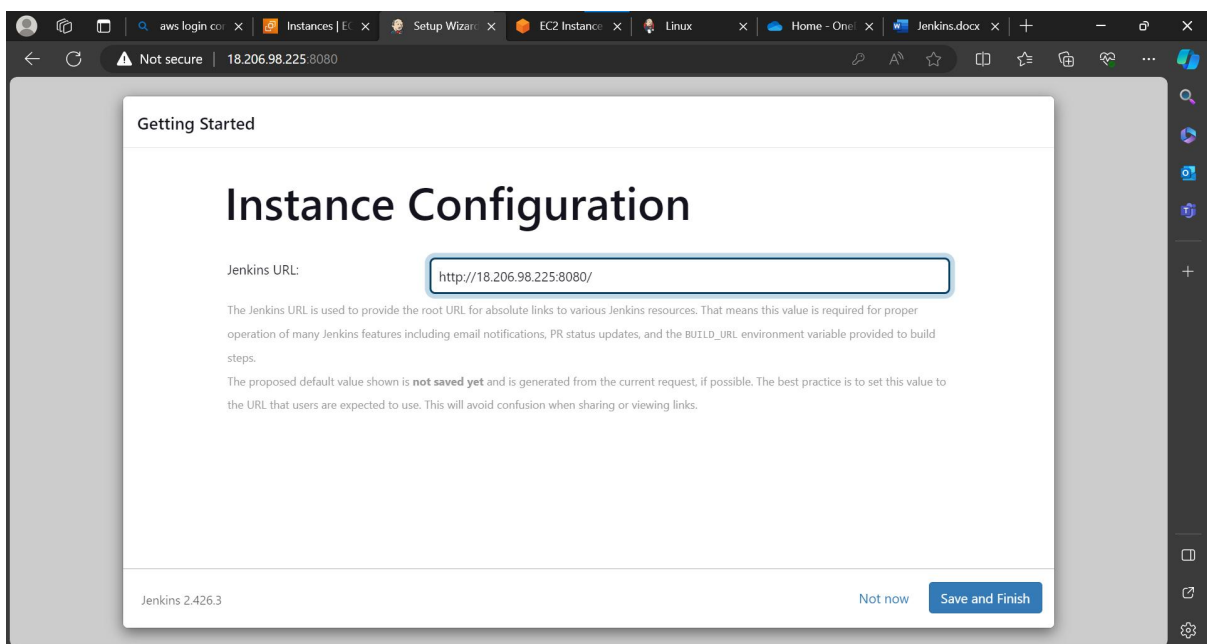 aws login cor
Instances | EC
Setup Wizard
EC2 Instance
Linux
Home - OneI
Jenkins.docx
Not secure | 18.206.98.225:8080
Getting Started
Instance Configuration
Jenkins URL:
http://18.206.98.225:8080/
The Jenkins URL is used to provide the root URL for absolute links to various Jenkins resources. That means this value is required for proper
operation of many Jenkins features including email notifications, PR status updates, and the BUILD_URL environment variable provided to build
steps.
The proposed default value shown is not saved yet and is generated from the current request, if possible. The best practice is to set this value to
the URL that users are expected to use. This will avoid confusion when sharing or viewing links.
Jenkins 2.426.3
Not now
Save and Finish